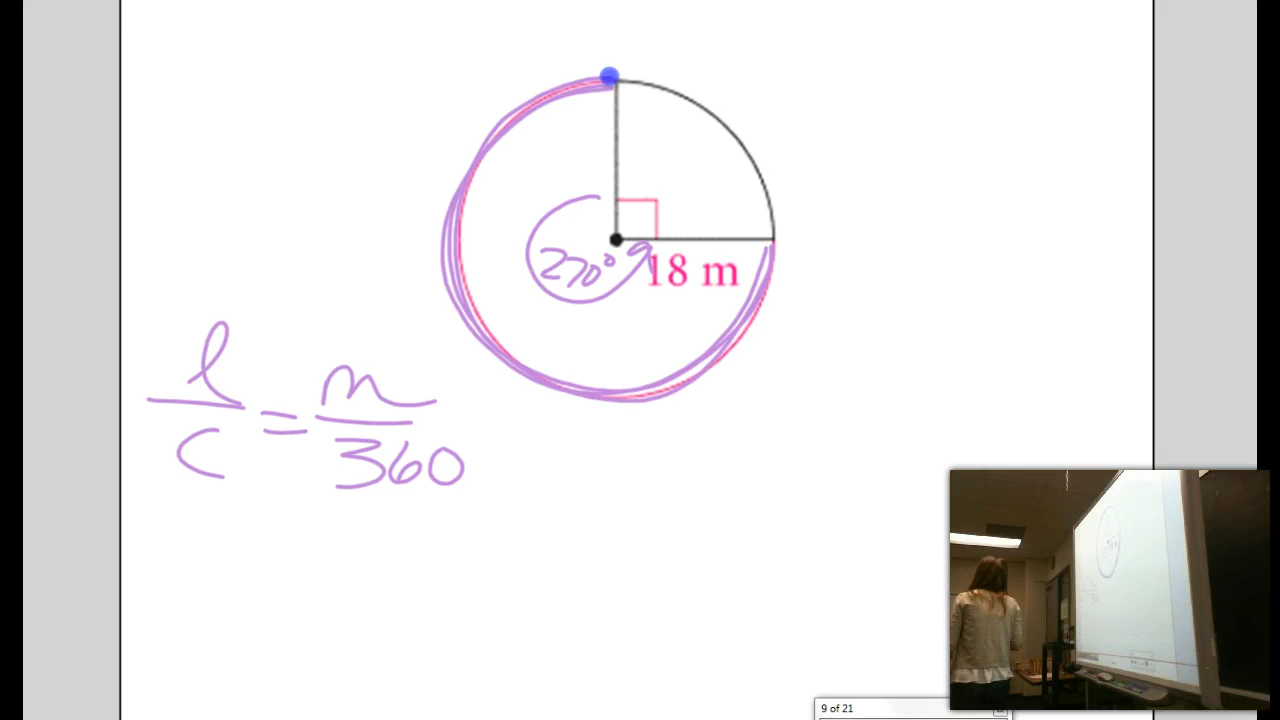 270°
18 m
l/c = m/360
9 of 21